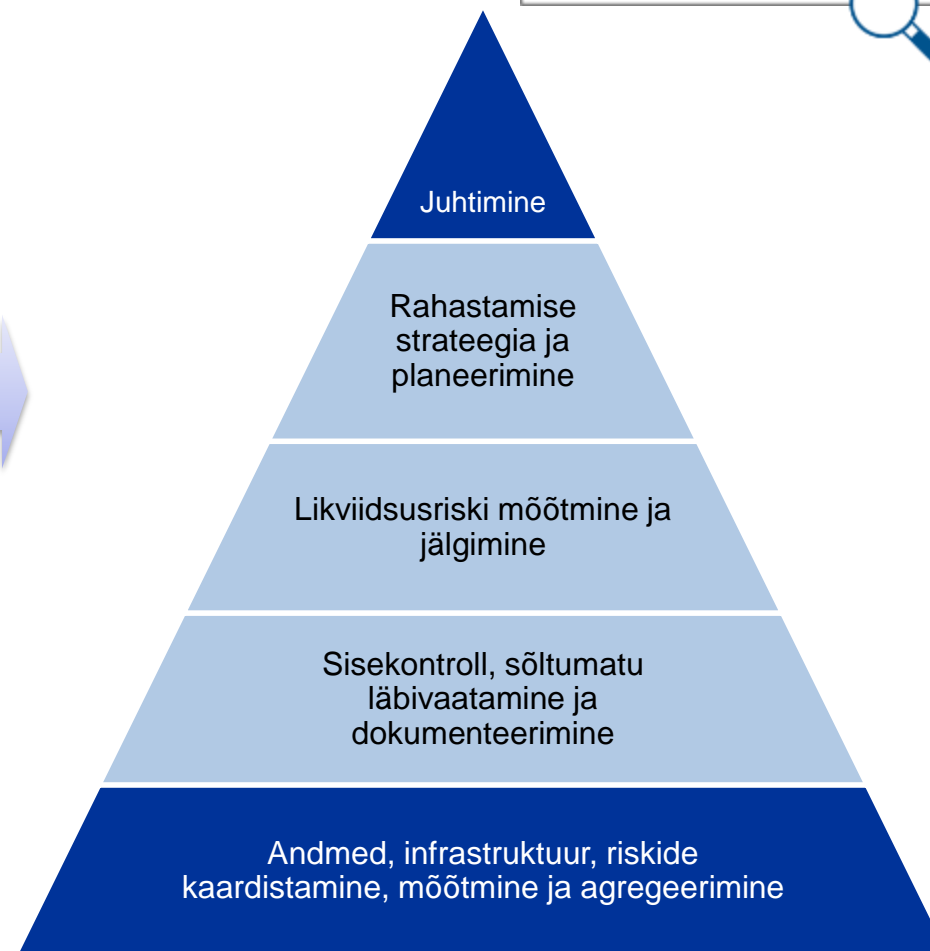 Juhtimine
Rahastamise
strateegia ja
planeerimine
Likviidsusriski mõõtmine ja
jälgimine
Sisekontroll, sõltumatu
läbivaatamine ja
dokumenteerimine
Andmed, infrastruktuur, riskide
kaardistamine, mõõtmine ja agregeerimine